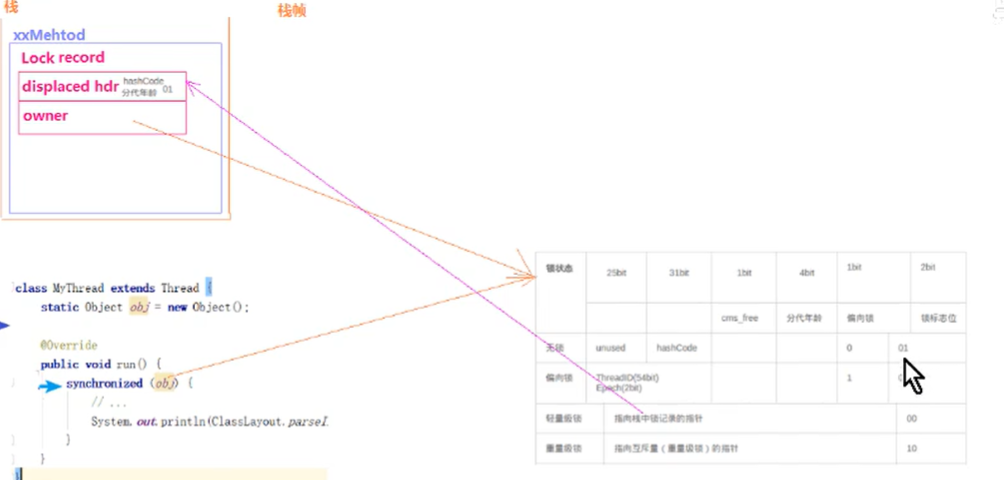 栈
栈帧
xxMehtod
Lock record
displaced hdr hashCode 分代年龄 01
owner
class MyThread extends Thread {
static Object obj = new Object();
@Override
public void run() {
synchronized (obj) {
// ...
System.out.println(ClassLayout.parseI
}
}
}
锁状态 25bit 31bit 1bit 4bit 1bit 2bit
cms_free 分代年龄 偏向锁 锁标志位
无锁 unused hashCode 0 01
偏向锁 ThreadID(54bit) Epoch(2bit) 1
轻量级锁 指向栈中锁记录的指针 00
重量级锁 指向互斥量（重量级锁）的指针 10